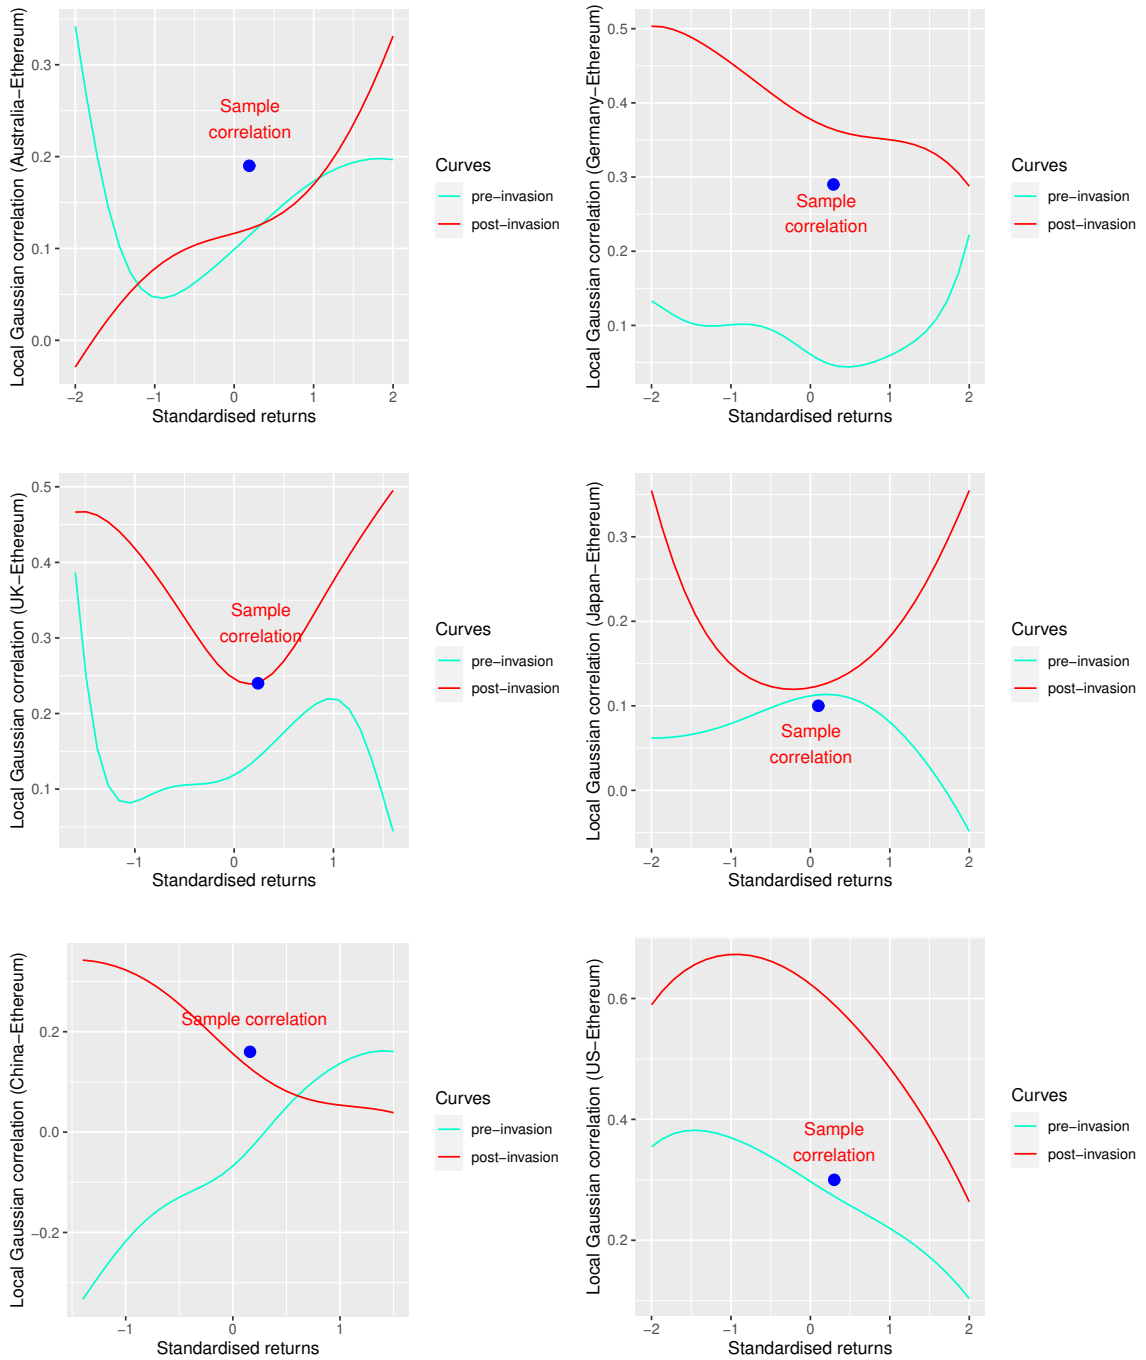 Local Gaussian correlation (Australia−Ethereum)
0.3
0.2
0.1
0.0
Sample
correlation
−2 −1 0 1 2
Standardised returns
Curves
pre−invasion
post−invasion
Local Gaussian correlation (Germany−Ethereum)
0.5
0.4
0.3
0.2
0.1
Sample
correlation
−2 −1 0 1 2
Standardised returns
Curves
pre−invasion
post−invasion
Local Gaussian correlation (UK−Ethereum)
0.5
0.4
0.3
0.2
0.1
Sample
correlation
−1 0 1
Standardised returns
Curves
pre−invasion
post−invasion
Local Gaussian correlation (Japan−Ethereum)
0.3
0.2
0.1
0.0
Sample
correlation
−2 −1 0 1 2
Standardised returns
Curves
pre−invasion
post−invasion
Local Gaussian correlation (China−Ethereum)
0.2
0.0
−0.2
Sample correlation
−1 0 1
Standardised returns
Curves
pre−invasion
post−invasion
Local Gaussian correlation (US−Ethereum)
0.6
0.4
0.2
Sample
correlation
−2 −1 0 1 2
Standardised returns
Curves
pre−invasion
post−invasion